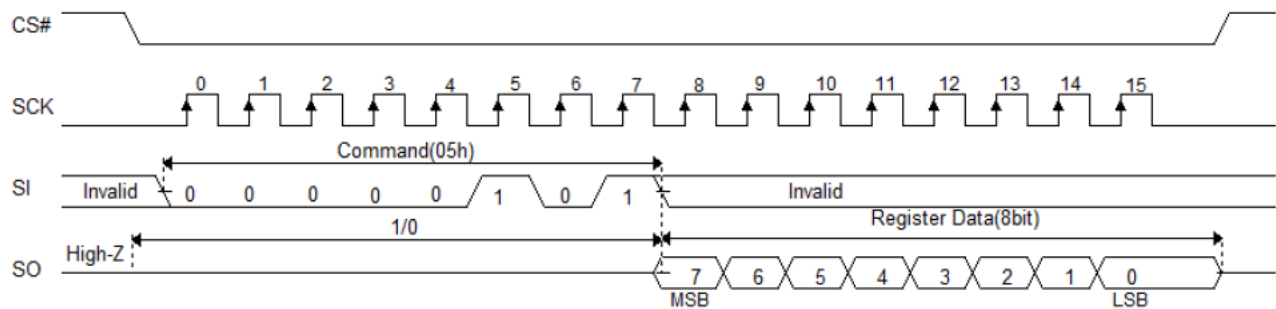 CS#
0 1 2 3 4 5 6 7 8 9 10 11 12 13 14 15
SCK
Command(05h)
SI Invalid 0 0 0 0 0 1 0 1 Invalid
1/0 Register Data(8bit)
High-Z
SO 7 6 5 4 3 2 1 0
MSB LSB